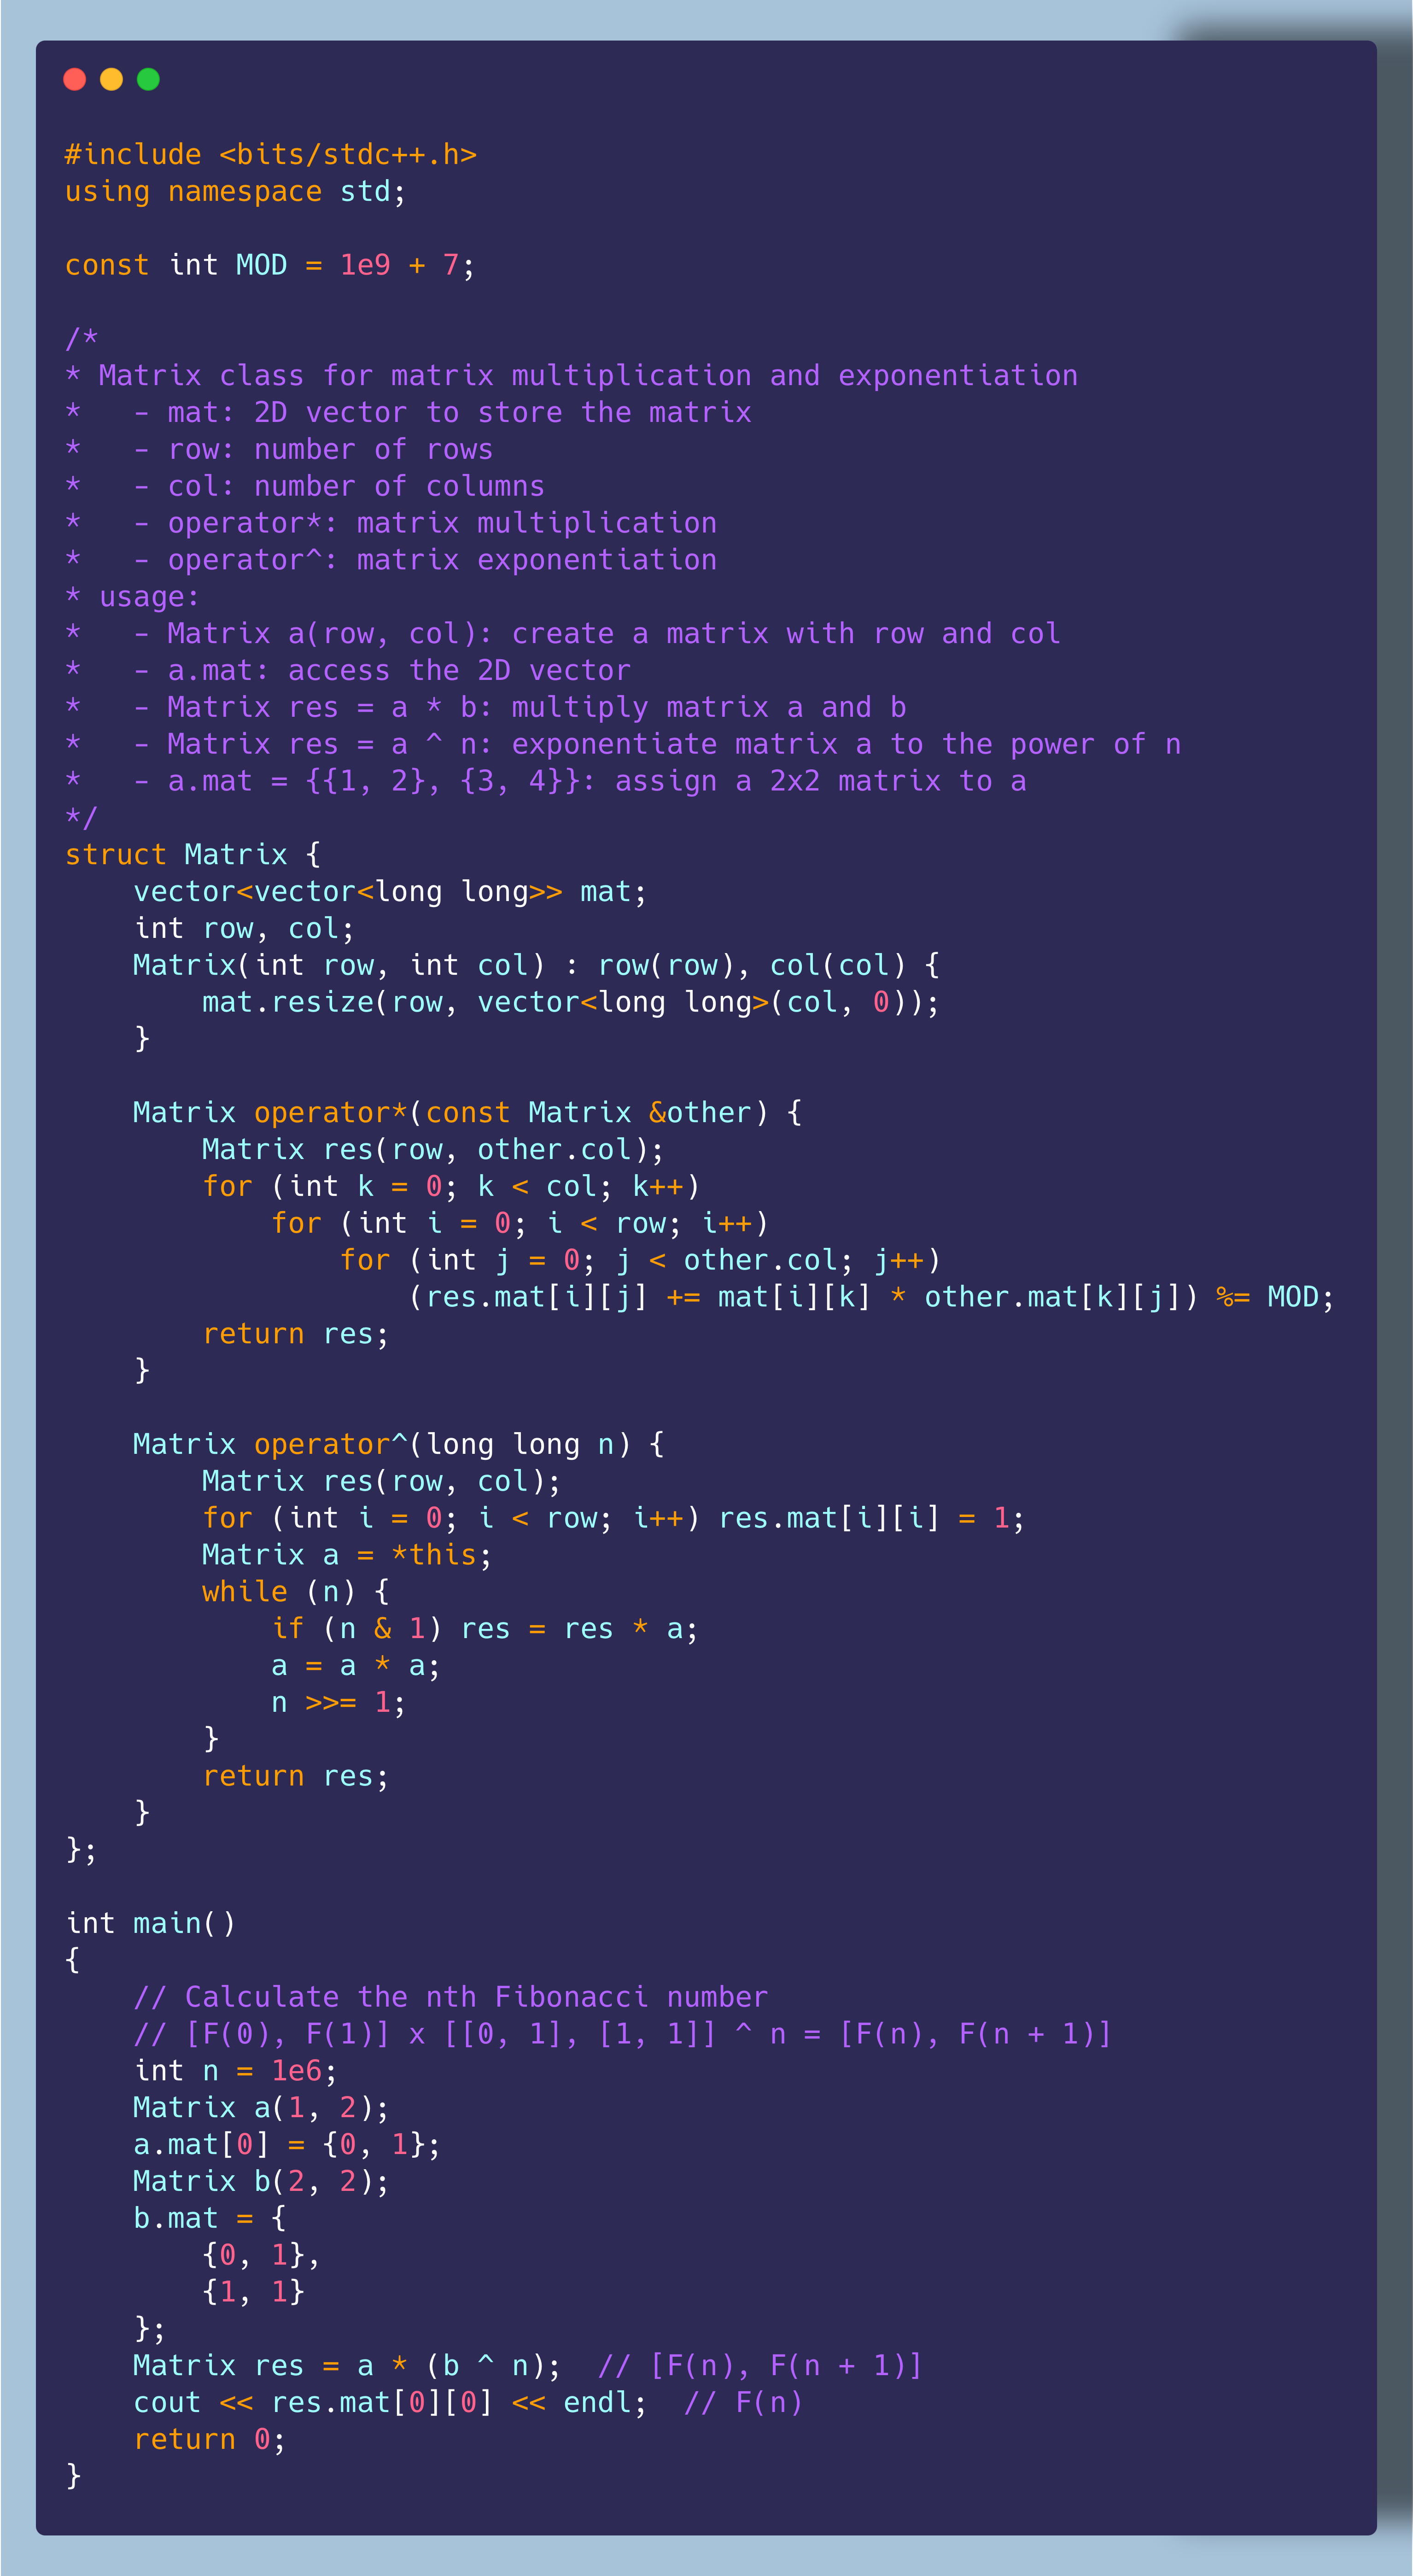 #include <bits/stdc++.h>
using namespace std;

const int MOD = 1e9 + 7;

/*
* Matrix class for matrix multiplication and exponentiation
*   - mat: 2D vector to store the matrix
*   - row: number of rows
*   - col: number of columns
*   - operator*: matrix multiplication
*   - operator^: matrix exponentiation
* usage:
*   - Matrix a(row, col): create a matrix with row and col
*   - a.mat: access the 2D vector
*   - Matrix res = a * b: multiply matrix a and b
*   - Matrix res = a ^ n: exponentiate matrix a to the power of n
*   - a.mat = {{1, 2}, {3, 4}}: assign a 2x2 matrix to a
*/
struct Matrix {
    vector<vector<long long>> mat;
    int row, col;
    Matrix(int row, int col) : row(row), col(col) {
        mat.resize(row, vector<long long>(col, 0));
    }

    Matrix operator*(const Matrix &other) {
        Matrix res(row, other.col);
        for (int k = 0; k < col; k++)
            for (int i = 0; i < row; i++)
                for (int j = 0; j < other.col; j++)
                    (res.mat[i][j] += mat[i][k] * other.mat[k][j]) %= MOD;
        return res;
    }

    Matrix operator^(long long n) {
        Matrix res(row, col);
        for (int i = 0; i < row; i++) res.mat[i][i] = 1;
        Matrix a = *this;
        while (n) {
            if (n & 1) res = res * a;
            a = a * a;
            n >>= 1;
        }
        return res;
    }
};

int main()
{
    // Calculate the nth Fibonacci number
    // [F(0), F(1)] x [[0, 1], [1, 1]] ^ n = [F(n), F(n + 1)]
    int n = 1e6;
    Matrix a(1, 2);
    a.mat[0] = {0, 1};
    Matrix b(2, 2);
    b.mat = {
        {0, 1},
        {1, 1}
    };
    Matrix res = a * (b ^ n);  // [F(n), F(n + 1)]
    cout << res.mat[0][0] << endl;  // F(n)
    return 0;
}